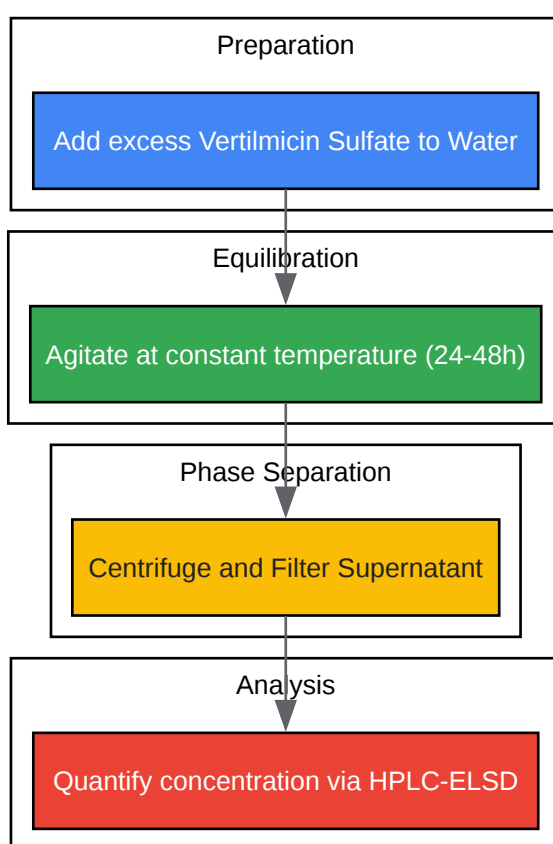 Preparation
Add excess Vertilmicin Sulfate to Water
Equilibration
Agitate at constant temperature (24-48h)
Phase Separation
Centrifuge and Filter Supernatant
Analysis
Quantify concentration via HPLC-ELSD